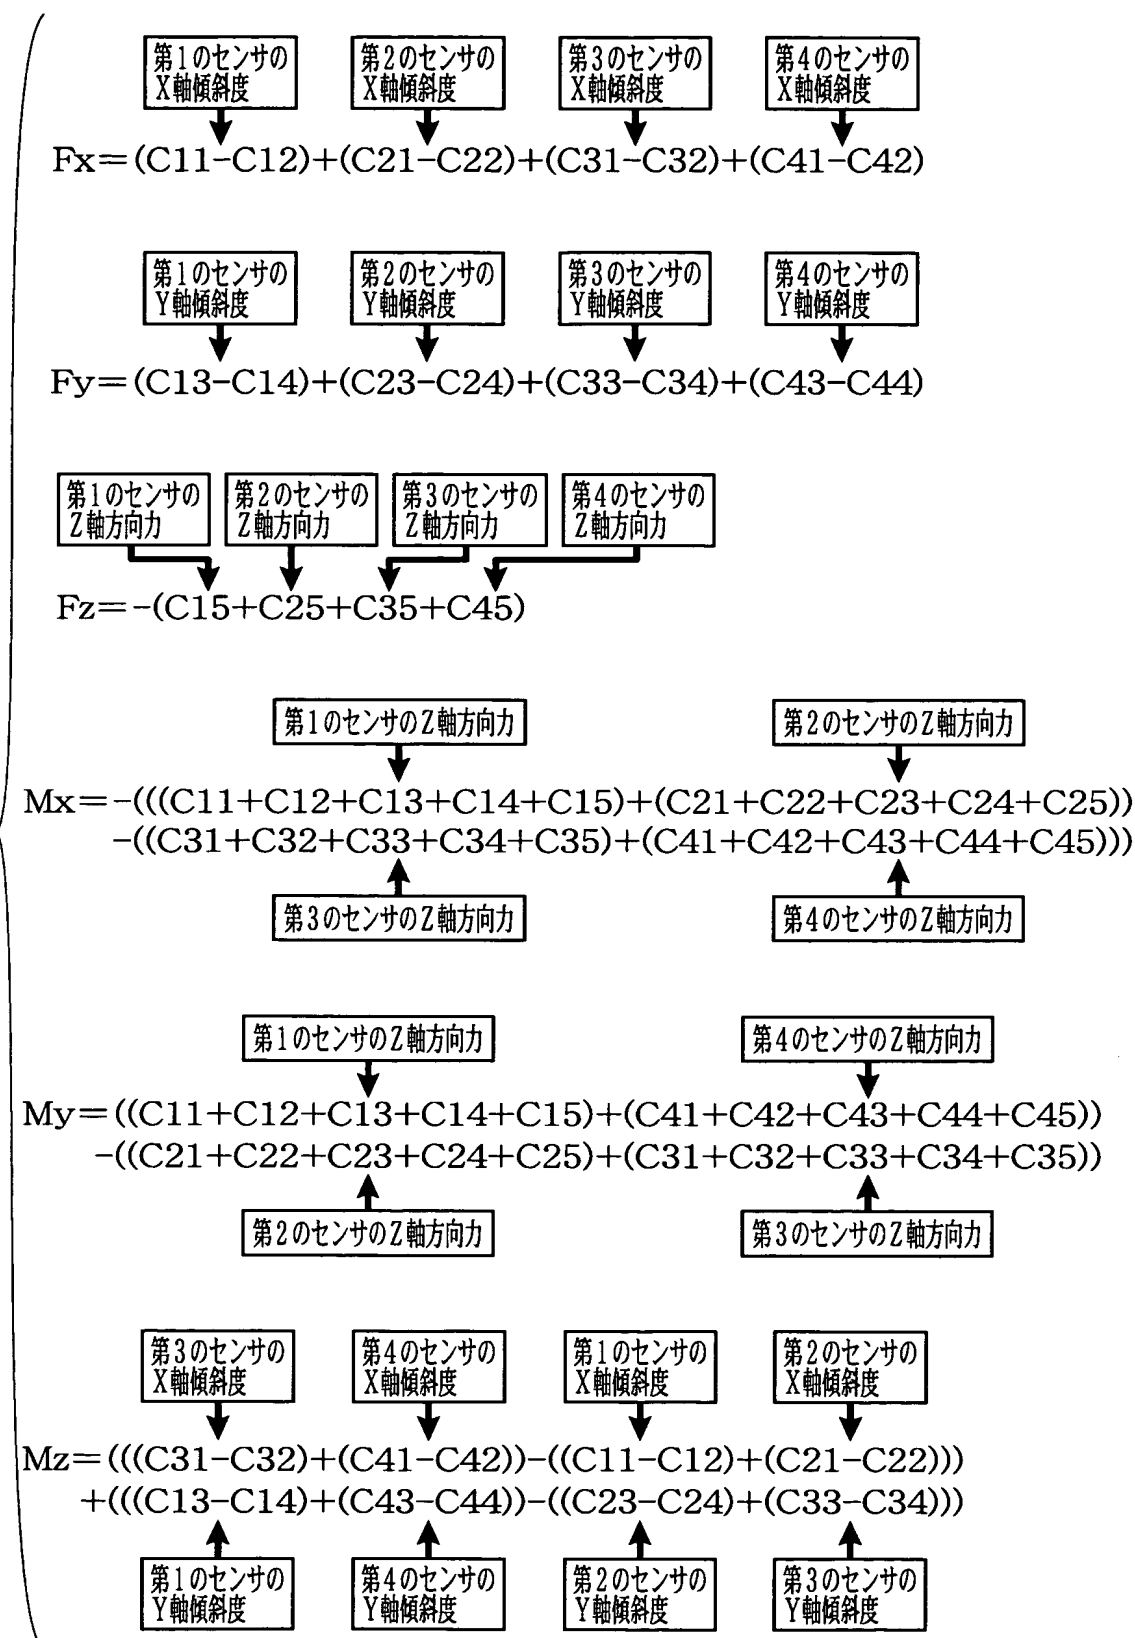 第1のセンサの
X軸傾斜度
第2のセンサの
X軸傾斜度
第3のセンサの
X軸傾斜度
第4のセンサの
X軸傾斜度
Fx=(C11-C12)+(C21-C22)+(C31-C32)+(C41-C42)
第1のセンサの
Y軸傾斜度
第2のセンサの
Y軸傾斜度
第3のセンサの
Y軸傾斜度
第4のセンサの
Y軸傾斜度
Fy=(C13-C14)+(C23-C24)+(C33-C34)+(C43-C44)
第1のセンサの
Z軸方向力
第2のセンサの
Z軸方向力
第3のセンサの
Z軸方向力
第4のセンサの
Z軸方向力
Fz=-(C15+C25+C35+C45)
第1のセンサのZ軸方向力
第2のセンサのZ軸方向力
Mx=-(((C11+C12+C13+C14+C15)+(C21+C22+C23+C24+C25))
-((C31+C32+C33+C34+C35)+(C41+C42+C43+C44+C45)))
第3のセンサのZ軸方向力
第4のセンサのZ軸方向力
第1のセンサのZ軸方向力
第4のセンサのZ軸方向力
My=((C11+C12+C13+C14+C15)+(C41+C42+C43+C44+C45))
-((C21+C22+C23+C24+C25)+(C31+C32+C33+C34+C35))
第2のセンサのZ軸方向力
第3のセンサのZ軸方向力
第3のセンサの
X軸傾斜度
第4のセンサの
X軸傾斜度
第1のセンサの
X軸傾斜度
第2のセンサの
X軸傾斜度
Mz=(((C31-C32)+(C41-C42))-((C11-C12)+(C21-C22)))
+(((C13-C14)+(C43-C44))-((C23-C24)+(C33-C34)))
第1のセンサの
Y軸傾斜度
第4のセンサの
Y軸傾斜度
第2のセンサの
Y軸傾斜度
第3のセンサの
Y軸傾斜度